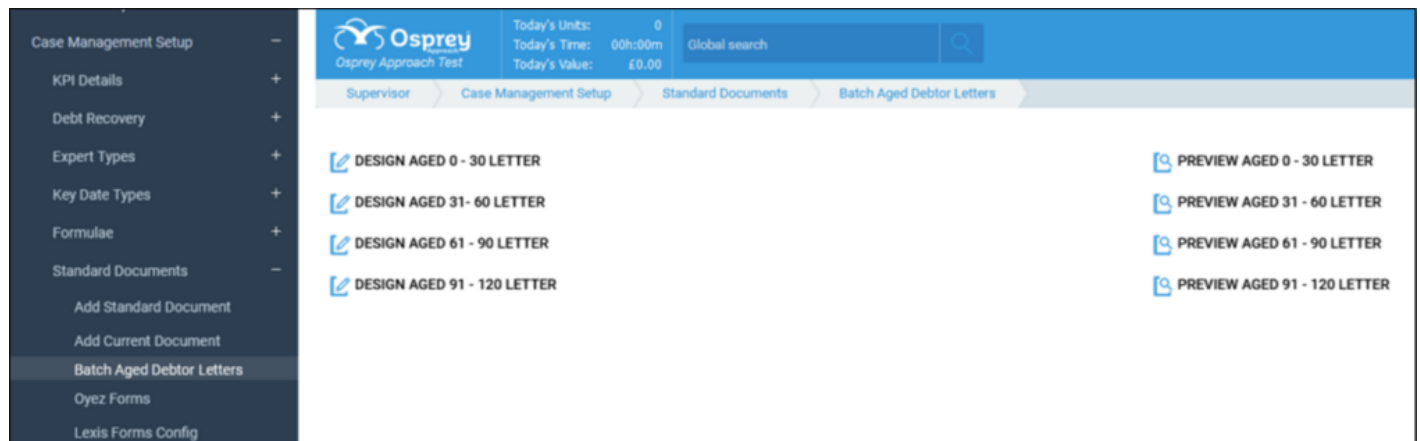 Case Management Setup
KPI Details
Debt Recovery
Expert Types
Key Date Types
Formulae
Standard Documents
Add Standard Document
Add Current Document
Batch Aged Debtor Letters
Oyez Forms
Lexis Forms Config
Osprey
Approach
Osprey Approach Test
Today's Units: 0
Today's Time: 00h:00m
Today's Value: £0.00
Global search
Supervisor Case Management Setup Standard Documents Batch Aged Debtor Letters
DESIGN AGED 0 - 30 LETTER
PREVIEW AGED 0 - 30 LETTER
DESIGN AGED 31- 60 LETTER
PREVIEW AGED 31 - 60 LETTER
DESIGN AGED 61 - 90 LETTER
PREVIEW AGED 61 - 90 LETTER
DESIGN AGED 91 - 120 LETTER
PREVIEW AGED 91 - 120 LETTER